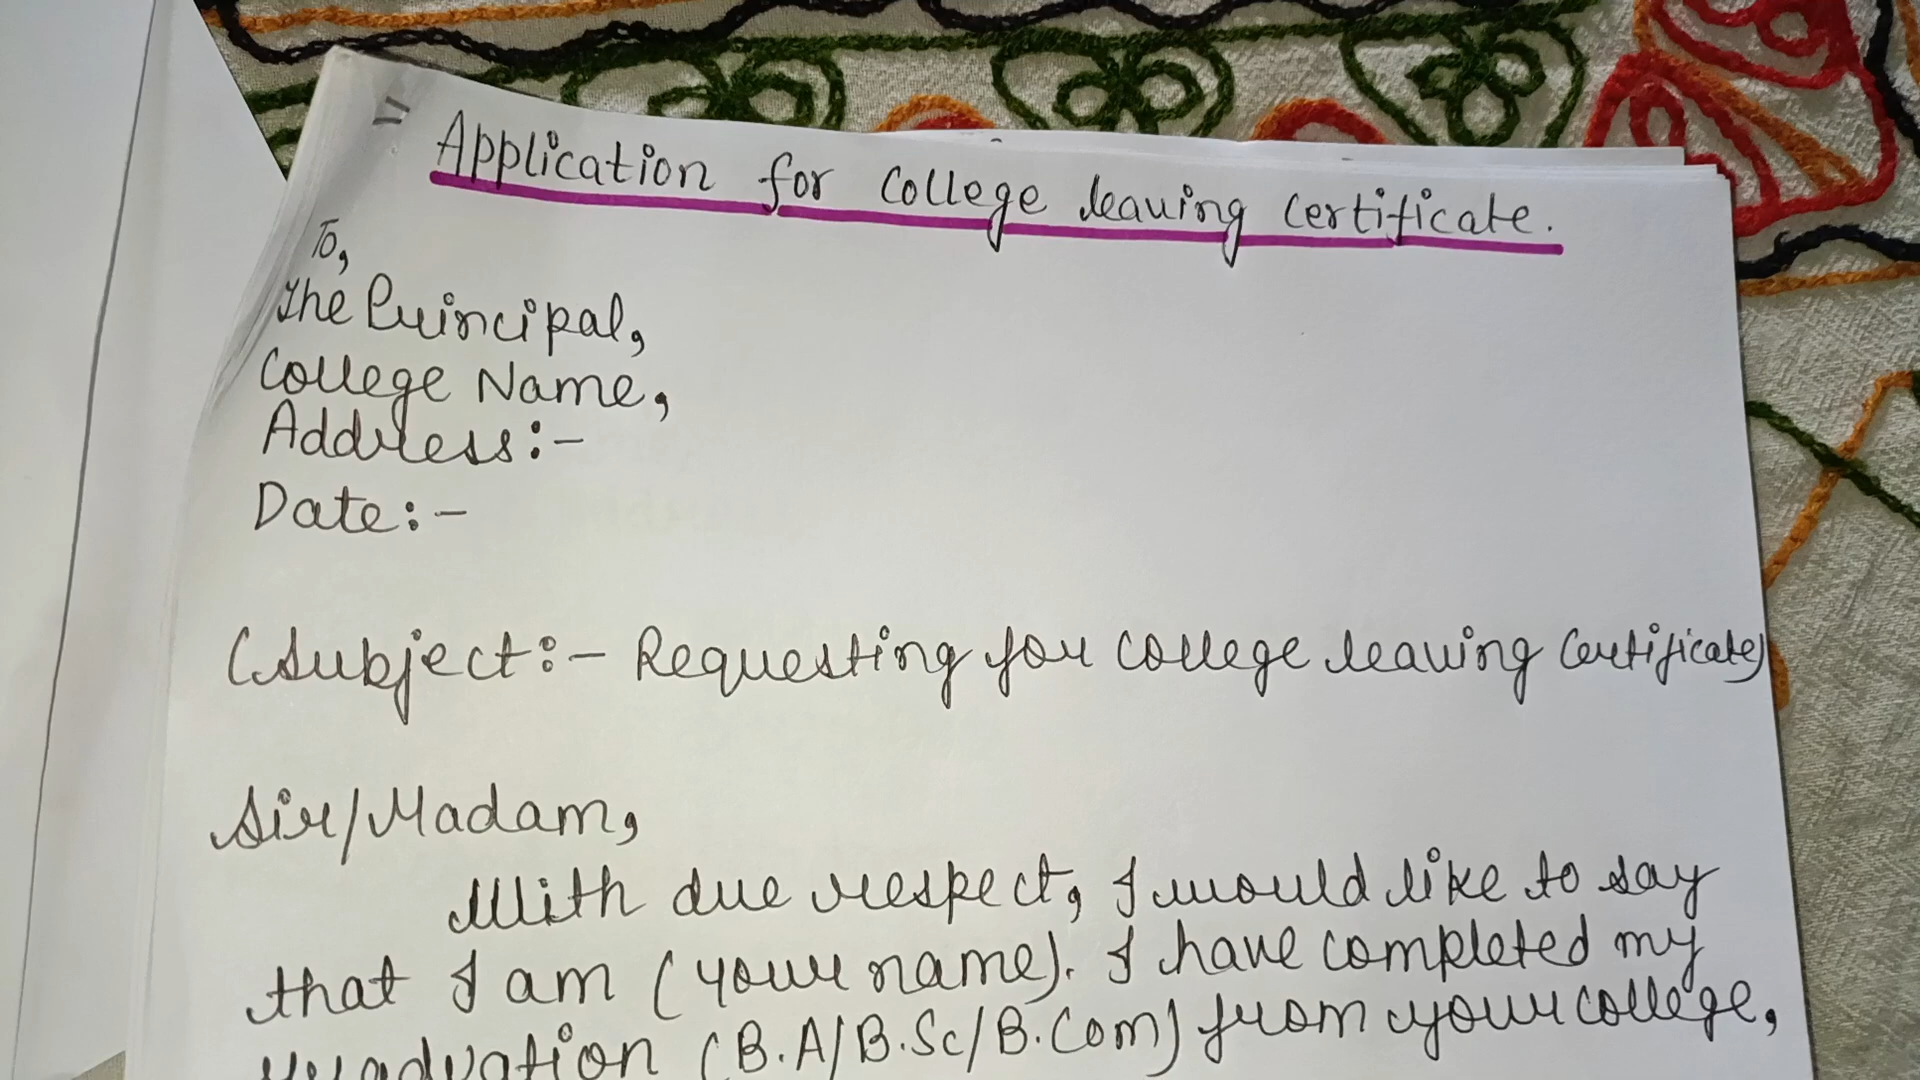 Application for College leaving Certificate.
To,
The Principal,
College Name,
Address:-
Date:-
(Subject:- Requesting for college leaving Certificate)
Sir/Madam,
With due respect, I would like to say
that I am (your name). I have completed my
graduation (B.A/B.Sc/B.Com) from your college,